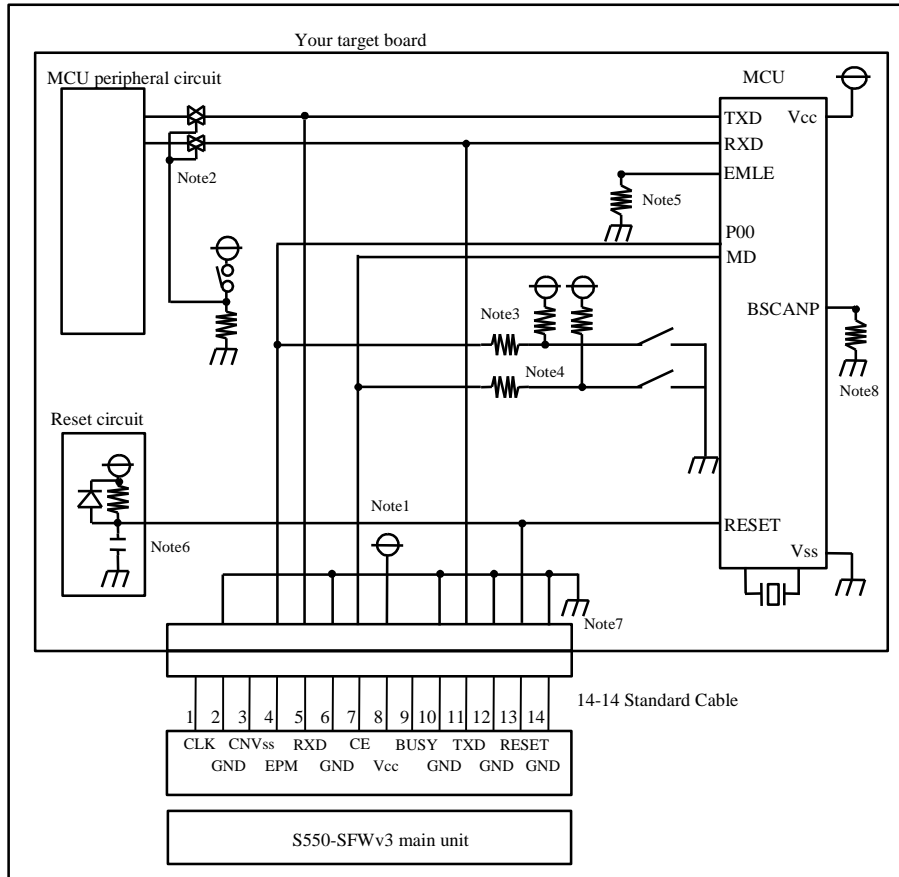 Your target board
MCU peripheral circuit
MCU
TXD
Vcc
RXD
Note2
EMLE
Note5
P00
MD
Note3
BSCANP
Note4
Note8
Reset circuit
Note1
RESET
Note6
Vss
Note7
14-14 Standard Cable
1 2 3 4 5 6 7 8 9 10 11 12 13 14
CLK CNVss RXD CE BUSY TXD RESET
GND EPM GND Vcc GND GND GND
S550-SFWv3 main unit